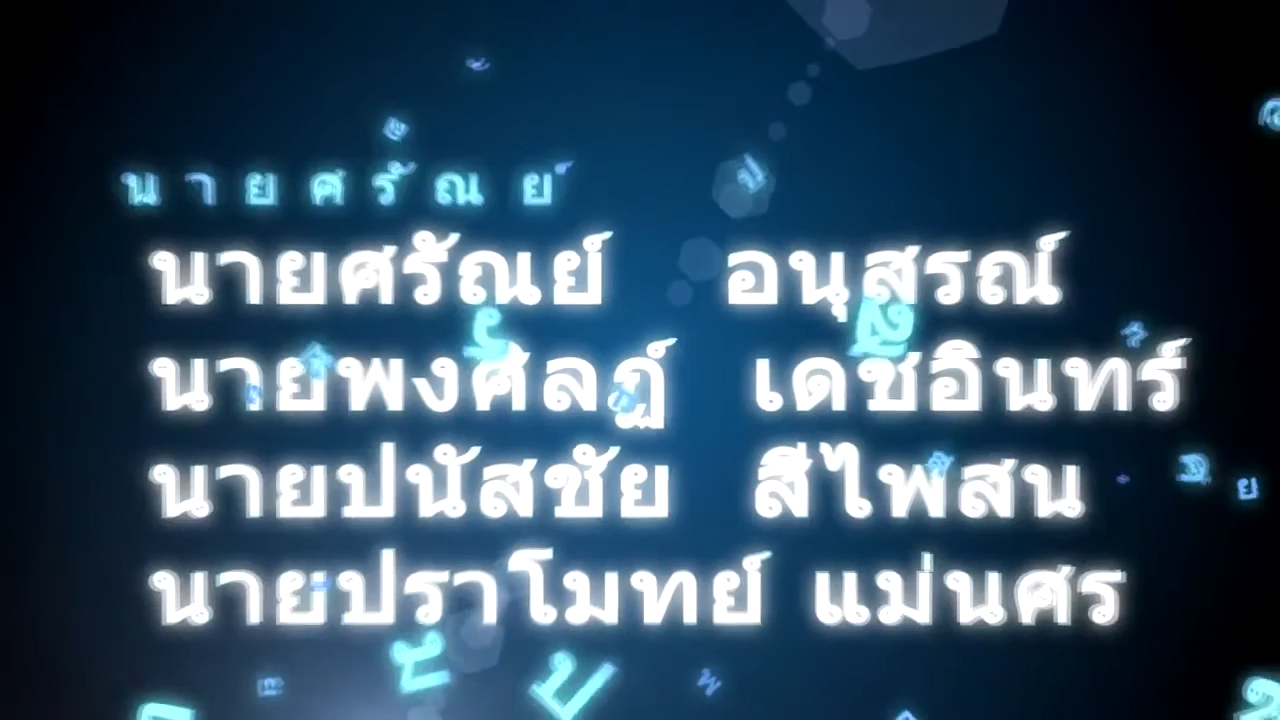 นายศรัณย์
นายศรัณย์ อนุสรณ์
นายพงศ์ลฏ์ เดชอินทร์
นายปนัสชัย สีไพสน
นายปราโมทย์ แม่นศร